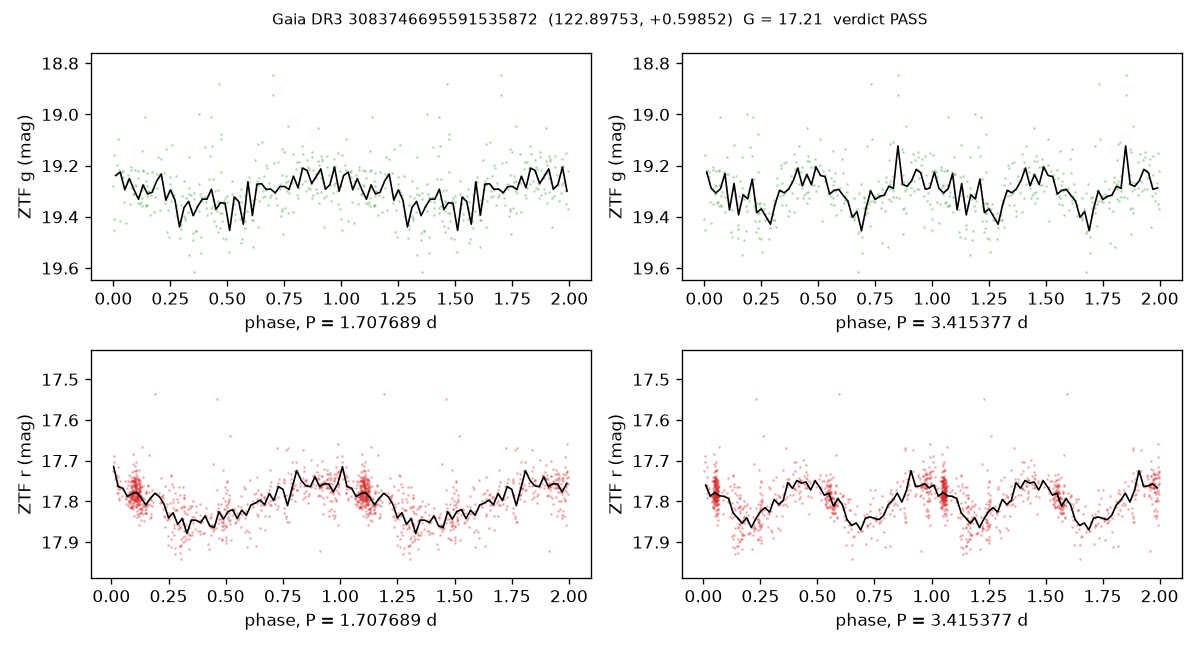 Gaia DR3 3083746695591535872 (122.89753, +0.59852) G = 17.21 verdict PASS
18.8
19.0
19.2
19.4
19.6
ZTF g (mag)
0.00 0.25 0.50 0.75 1.00 1.25 1.50 1.75 2.00
phase, P = 1.707689 d
18.8
19.0
19.2
19.4
19.6
ZTF g (mag)
0.00 0.25 0.50 0.75 1.00 1.25 1.50 1.75 2.00
phase, P = 3.415377 d
17.5
17.6
17.7
17.8
17.9
ZTF r (mag)
0.00 0.25 0.50 0.75 1.00 1.25 1.50 1.75 2.00
phase, P = 1.707689 d
17.5
17.6
17.7
17.8
17.9
ZTF r (mag)
0.00 0.25 0.50 0.75 1.00 1.25 1.50 1.75 2.00
phase, P = 3.415377 d